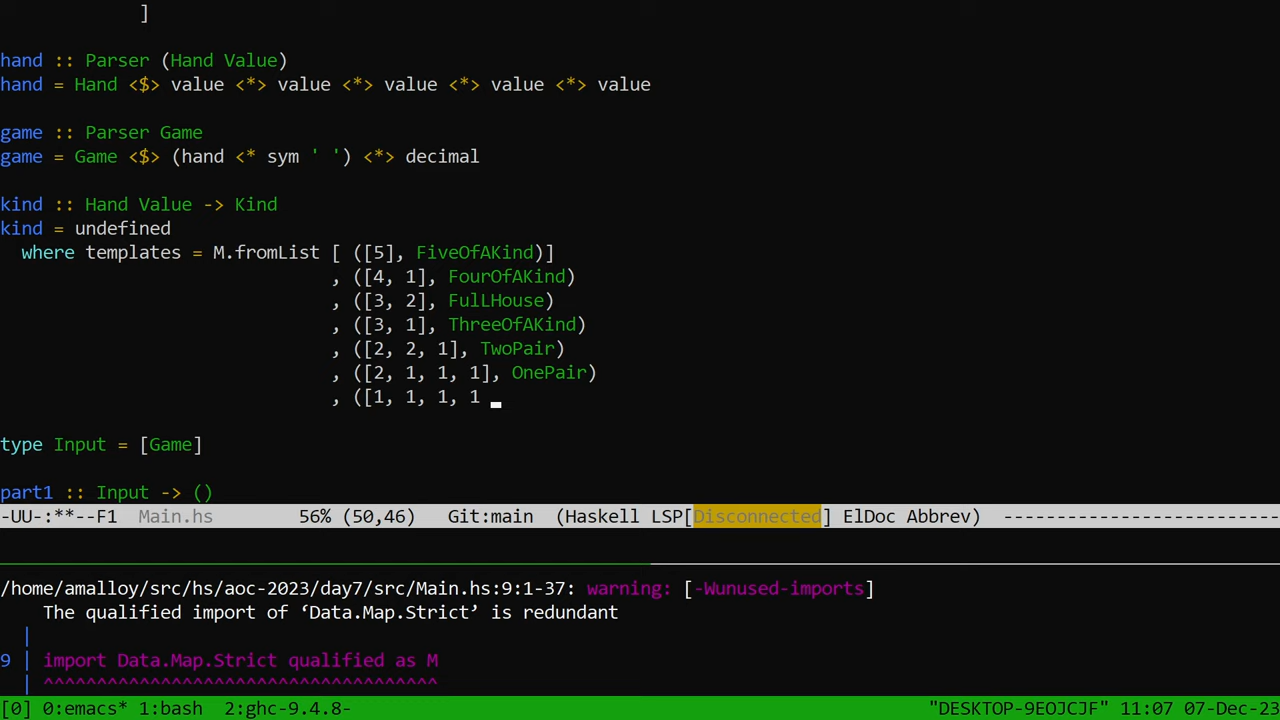 ]
hand :: Parser (Hand Value)
hand = Hand <$> value <*> value <*> value <*> value <*> value
game :: Parser Game
game = Game <$> (hand <* sym ' ') <*> decimal
kind :: Hand Value -> Kind
kind = undefined
where templates = M.fromList [ ([5], FiveOfAKind)]
, ([4, 1], FourOfAKind)
, ([3, 2], FulLHouse)
, ([3, 1], ThreeOfAKind)
, ([2, 2, 1], TwoPair)
, ([2, 1, 1, 1], OnePair)
, ([1, 1, 1, 1
type Input = [Game]
part1 :: Input -> ()
-UU-:**--F1  Main.hs        56% (50,46)   Git:main  (Haskell LSP[Disconnected] ElDoc Abbrev) -------------------------
/home/amalloy/src/hs/aoc-2023/day7/src/Main.hs:9:1-37: warning: [-Wunused-imports]
The qualified import of ‘Data.Map.Strict’ is redundant
|
9 | import Data.Map.Strict qualified as M
| ^^^^^^^^^^^^^^^^^^^^^^^^^^^^^^^^^^^^^
[0] 0:emacs* 1:bash  2:ghc-9.4.8- "DESKTOP-9EOJCJF" 11:07 07-Dec-23